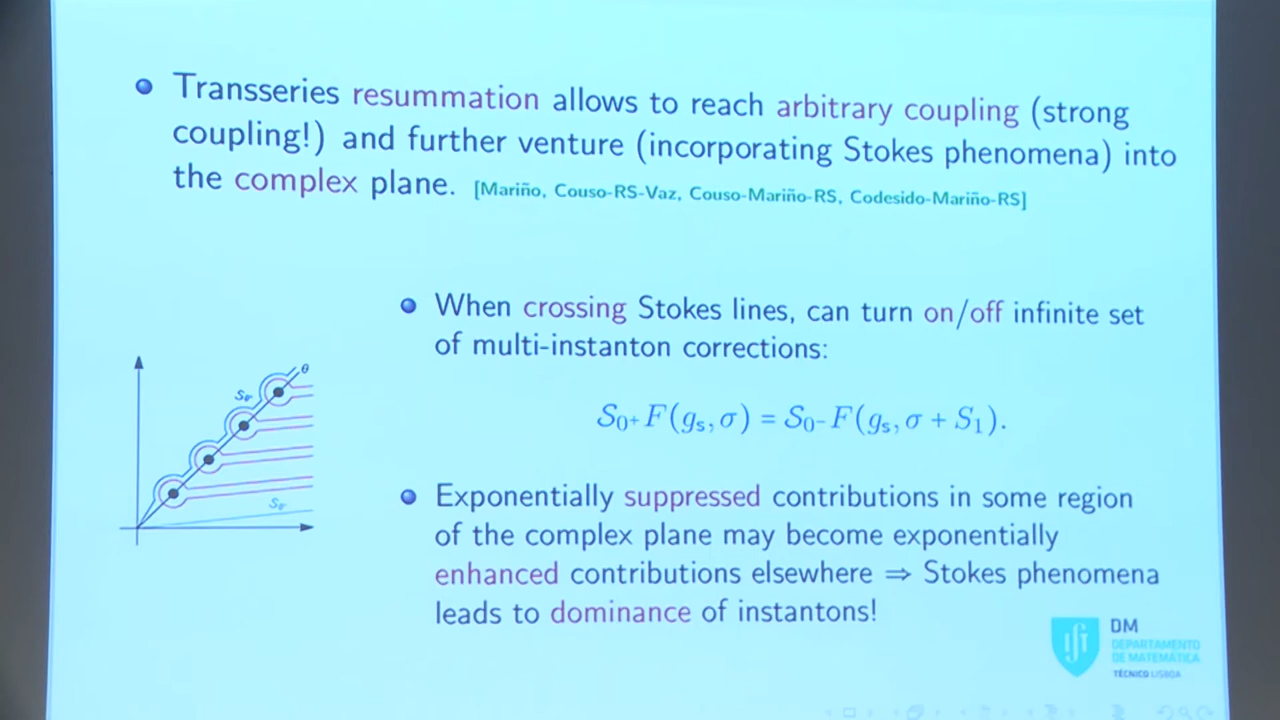 Transseries resummation allows to reach arbitrary coupling (strong
coupling!) and further venture (incorporating Stokes phenomena) into
the complex plane. [Mariño, Couso-RS-Vaz, Couso-Mariño-RS, Codesido-Mariño-RS]
When crossing Stokes lines, can turn on/off infinite set
of multi-instanton corrections:
θ
S₀+F(gₛ, σ) = S₀-F(gₛ, σ + S₁).
Exponentially suppressed contributions in some region
of the complex plane may become exponentially
enhanced contributions elsewhere ⇒ Stokes phenomena
leads to dominance of instantons!
DM
DEPARTAMENTO
DE MATEMÁTICA
TÉCNICO LISBOA